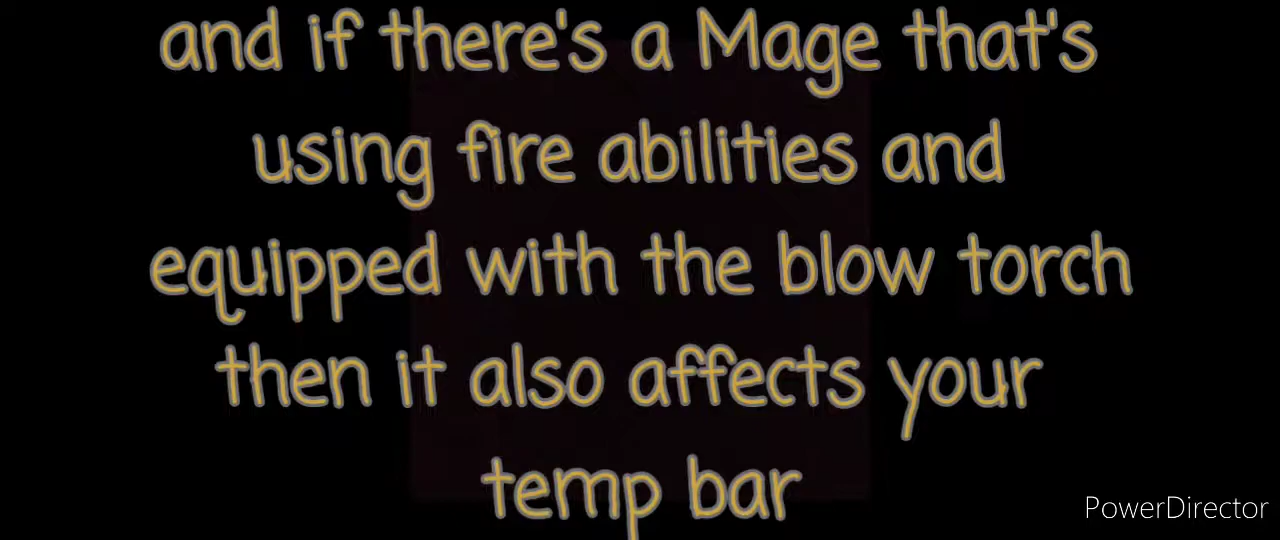 and if there's a Mage that's
using fire abilities and
equipped with the blow torch
then it also affects your
temp bar
PowerDirector